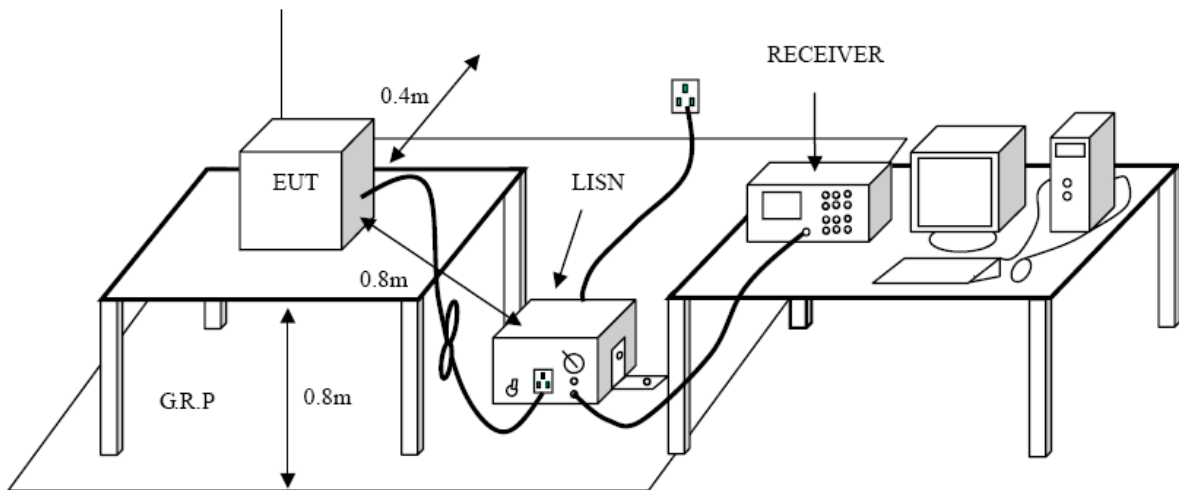 RECEIVER
0.4m
EUT
LISN
0.8m
G.R.P
0.8m